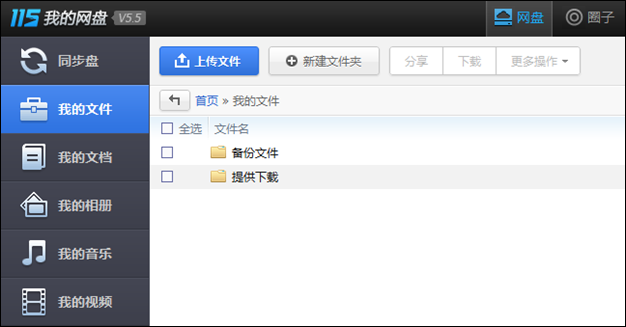 115 我的网盘 V5.5 网盘 圈子
同步盘
我的文件
我的文档
我的相册
我的音乐
我的视频
上传文件 新建文件夹 分享 下载 更多操作
首页 » 我的文件
全选 文件名
备份文件
提供下载